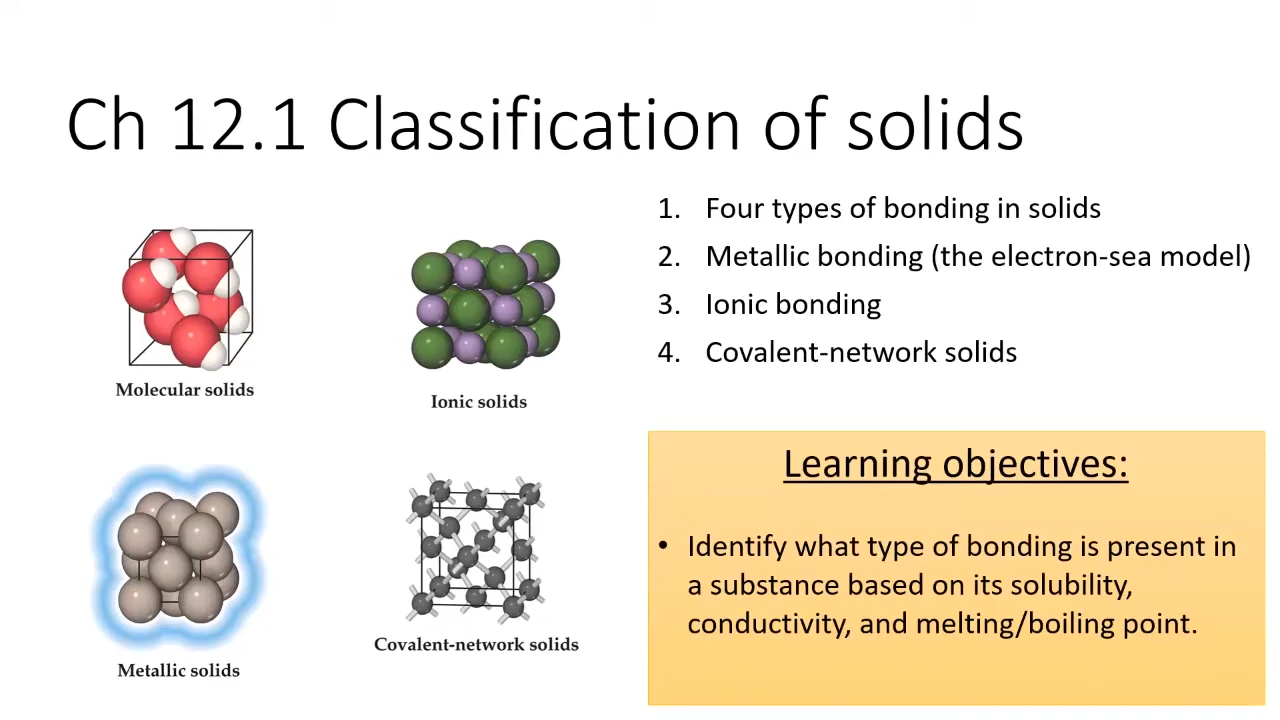 Ch 12.1 Classification of solids
1. Four types of bonding in solids
2. Metallic bonding (the electron-sea model)
3. Ionic bonding
4. Covalent-network solids
Molecular solids
Ionic solids
Metallic solids
Covalent-network solids
Learning objectives:
• Identify what type of bonding is present in
a substance based on its solubility,
conductivity, and melting/boiling point.